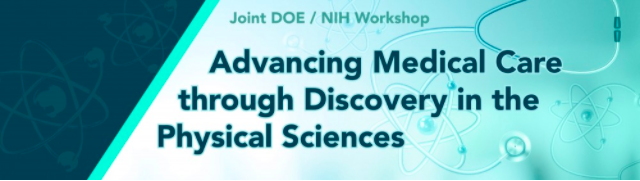 Joint DOE / NIH Workshop
Advancing Medical Care
through Discovery in the
Physical Sciences